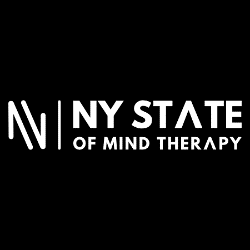 NY STATE
OF MIND THERAPY